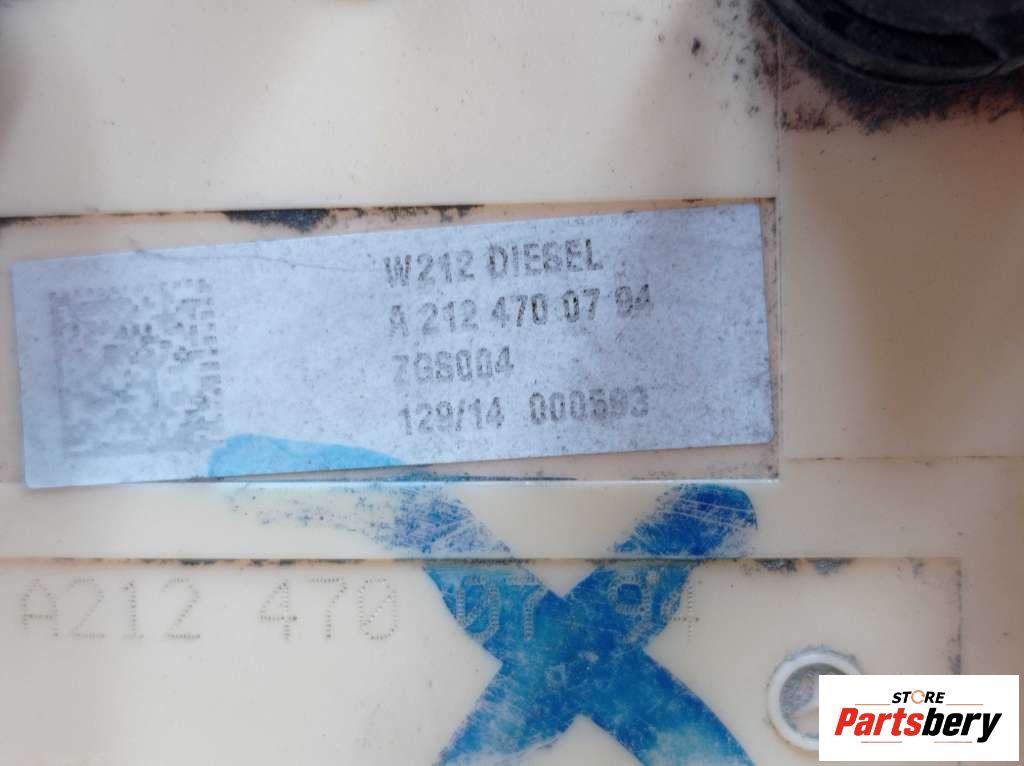 W212 DIESEL
A 212 470 07 94
ZGS004
129/14 000593
A212 470 07 94
STORE
Partsbery